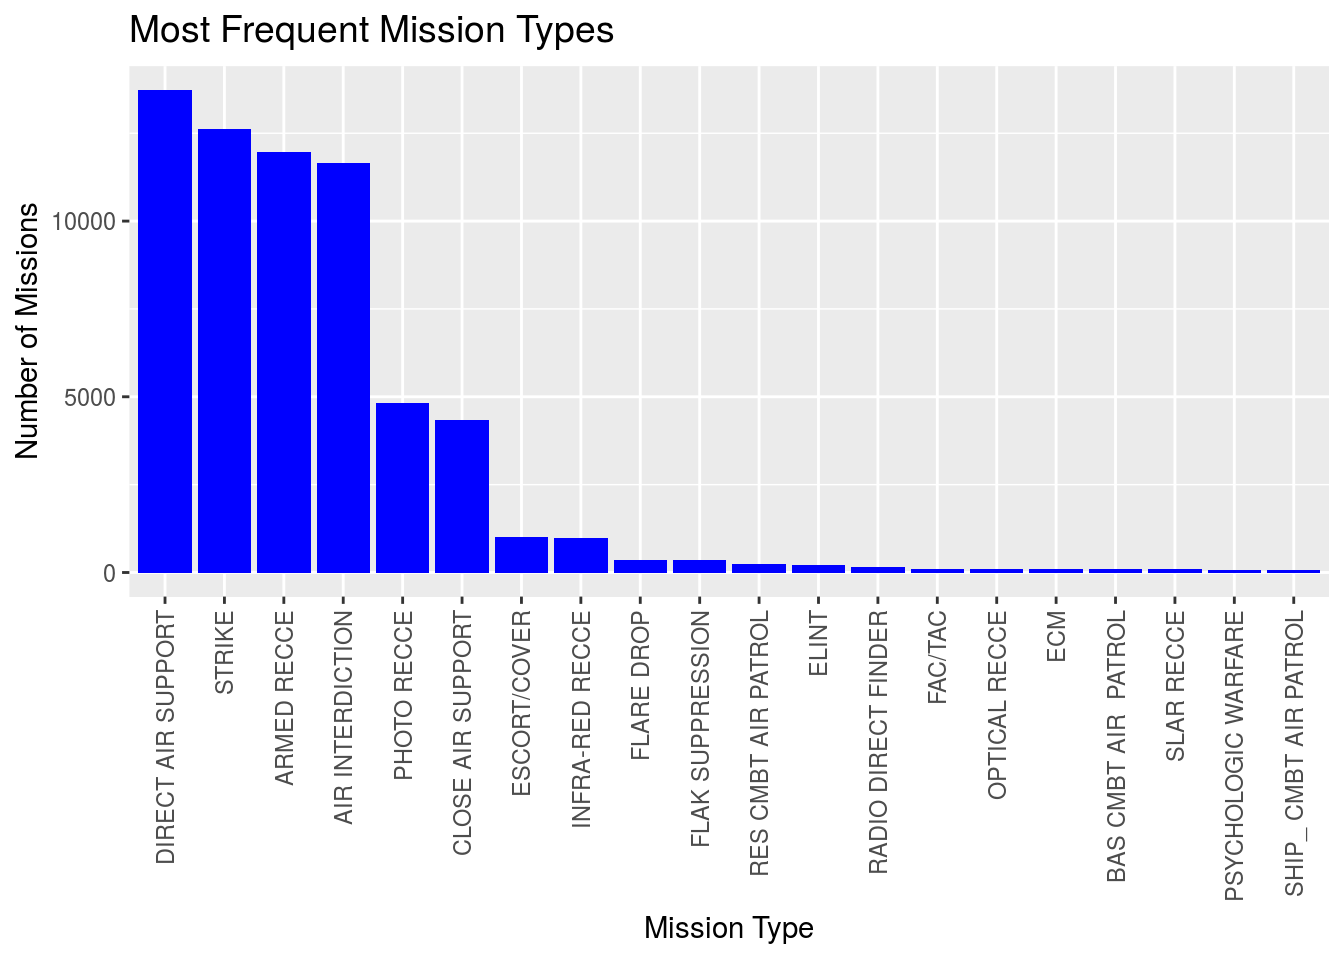 Most Frequent Mission Types
Number of Missions
10000
5000
0
DIRECT AIR SUPPORT
STRIKE
ARMED RECCE
AIR INTERDICTION
PHOTO RECCE
CLOSE AIR SUPPORT
ESCORT/COVER
INFRA-RED RECCE
FLARE DROP
FLAK SUPPRESSION
RES CMBT AIR PATROL
ELINT
RADIO DIRECT FINDER
FAC/TAC
OPTICAL RECCE
ECM
BAS CMBT AIR  PATROL
SLAR RECCE
PSYCHOLOGIC WARFARE
SHIP_ CMBT AIR PATROL
Mission Type